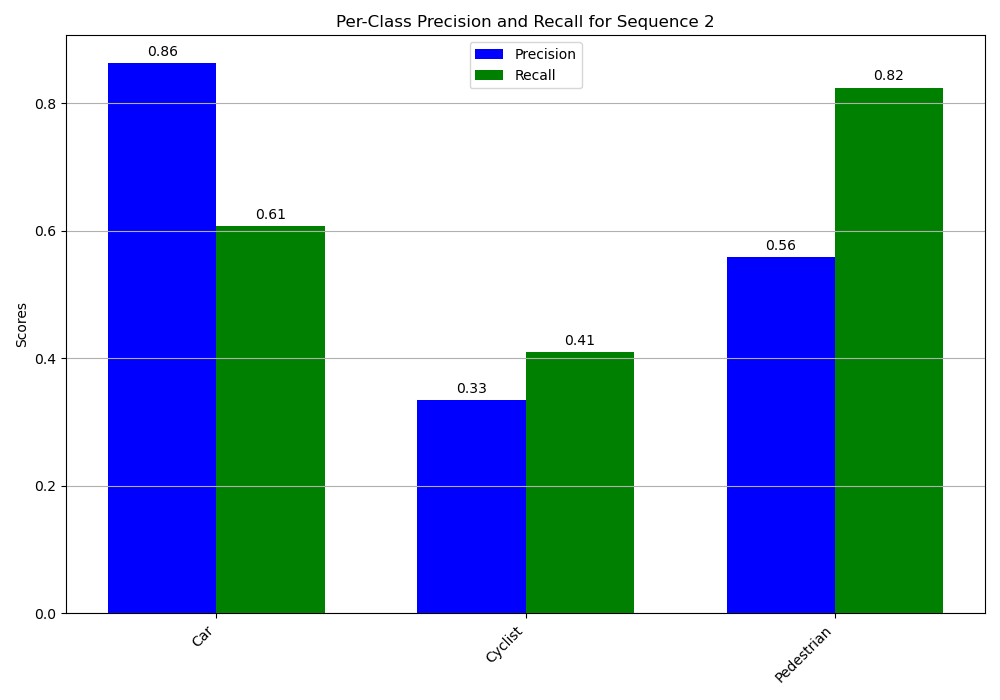 Per-Class Precision and Recall for Sequence 2
Precision
Recall
Scores
0.8
0.6
0.4
0.2
0.0
0.86
0.61
0.33
0.41
0.56
0.82
Car
Cyclist
Pedestrian